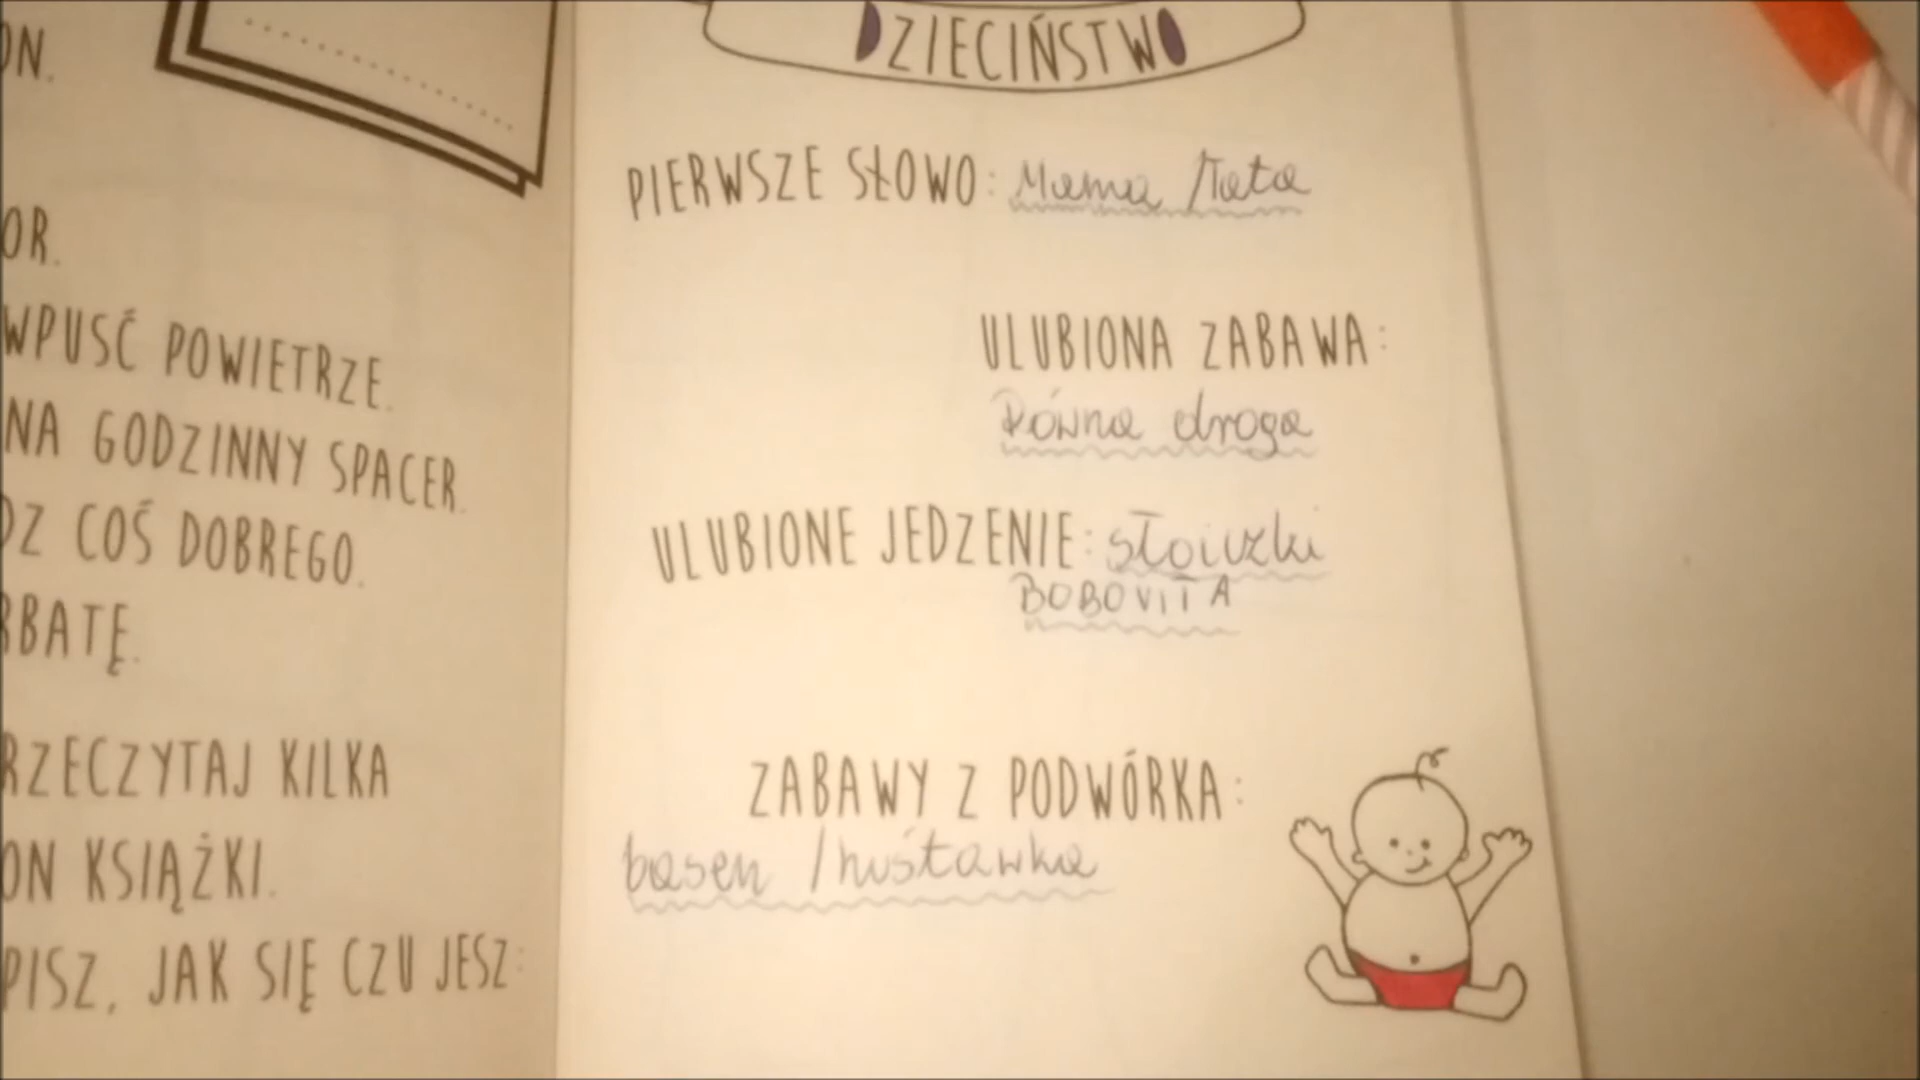 ON.
OR.
WPUŚĆ POWIETRZE.
NA GODZINNY SPACER.
DZ COŚ DOBREGO.
RBATĘ.
RZECZYTAJ KILKA
ON KSIĄŻKI.
PISZ, JAK SIĘ CZUJESZ:
DZIECIŃSTWO
PIERWSZE SŁOWO: Mama /Tata
ULUBIONA ZABAWA:
Równa droga
ULUBIONE JEDZENIE: słoiczki
BOBOVITA
ZABAWY Z PODWÓRKA:
basen / huśtawka